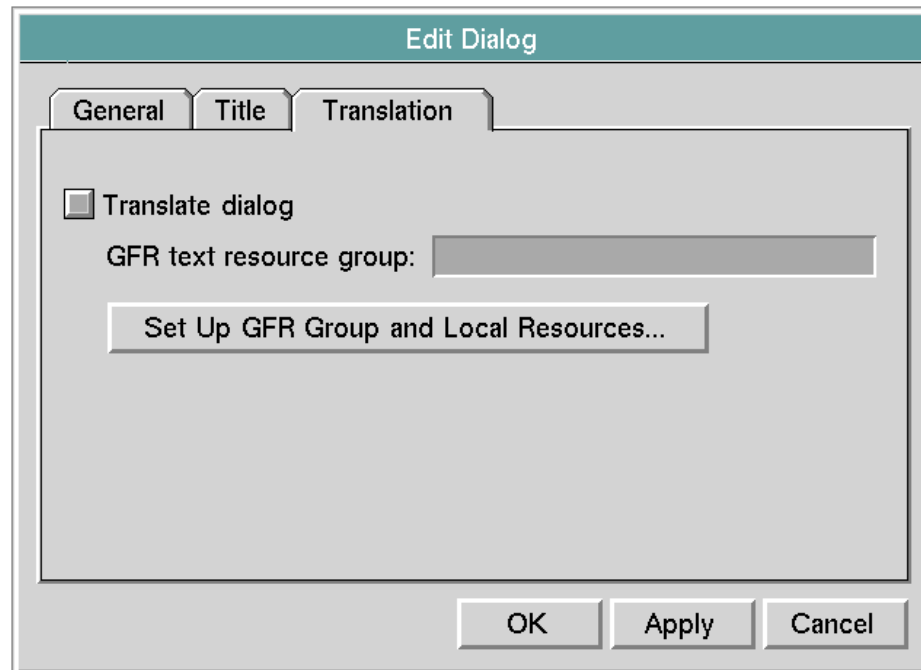 Edit Dialog
General Title Translation
Translate dialog
GFR text resource group:
Set Up GFR Group and Local Resources...
OK Apply Cancel